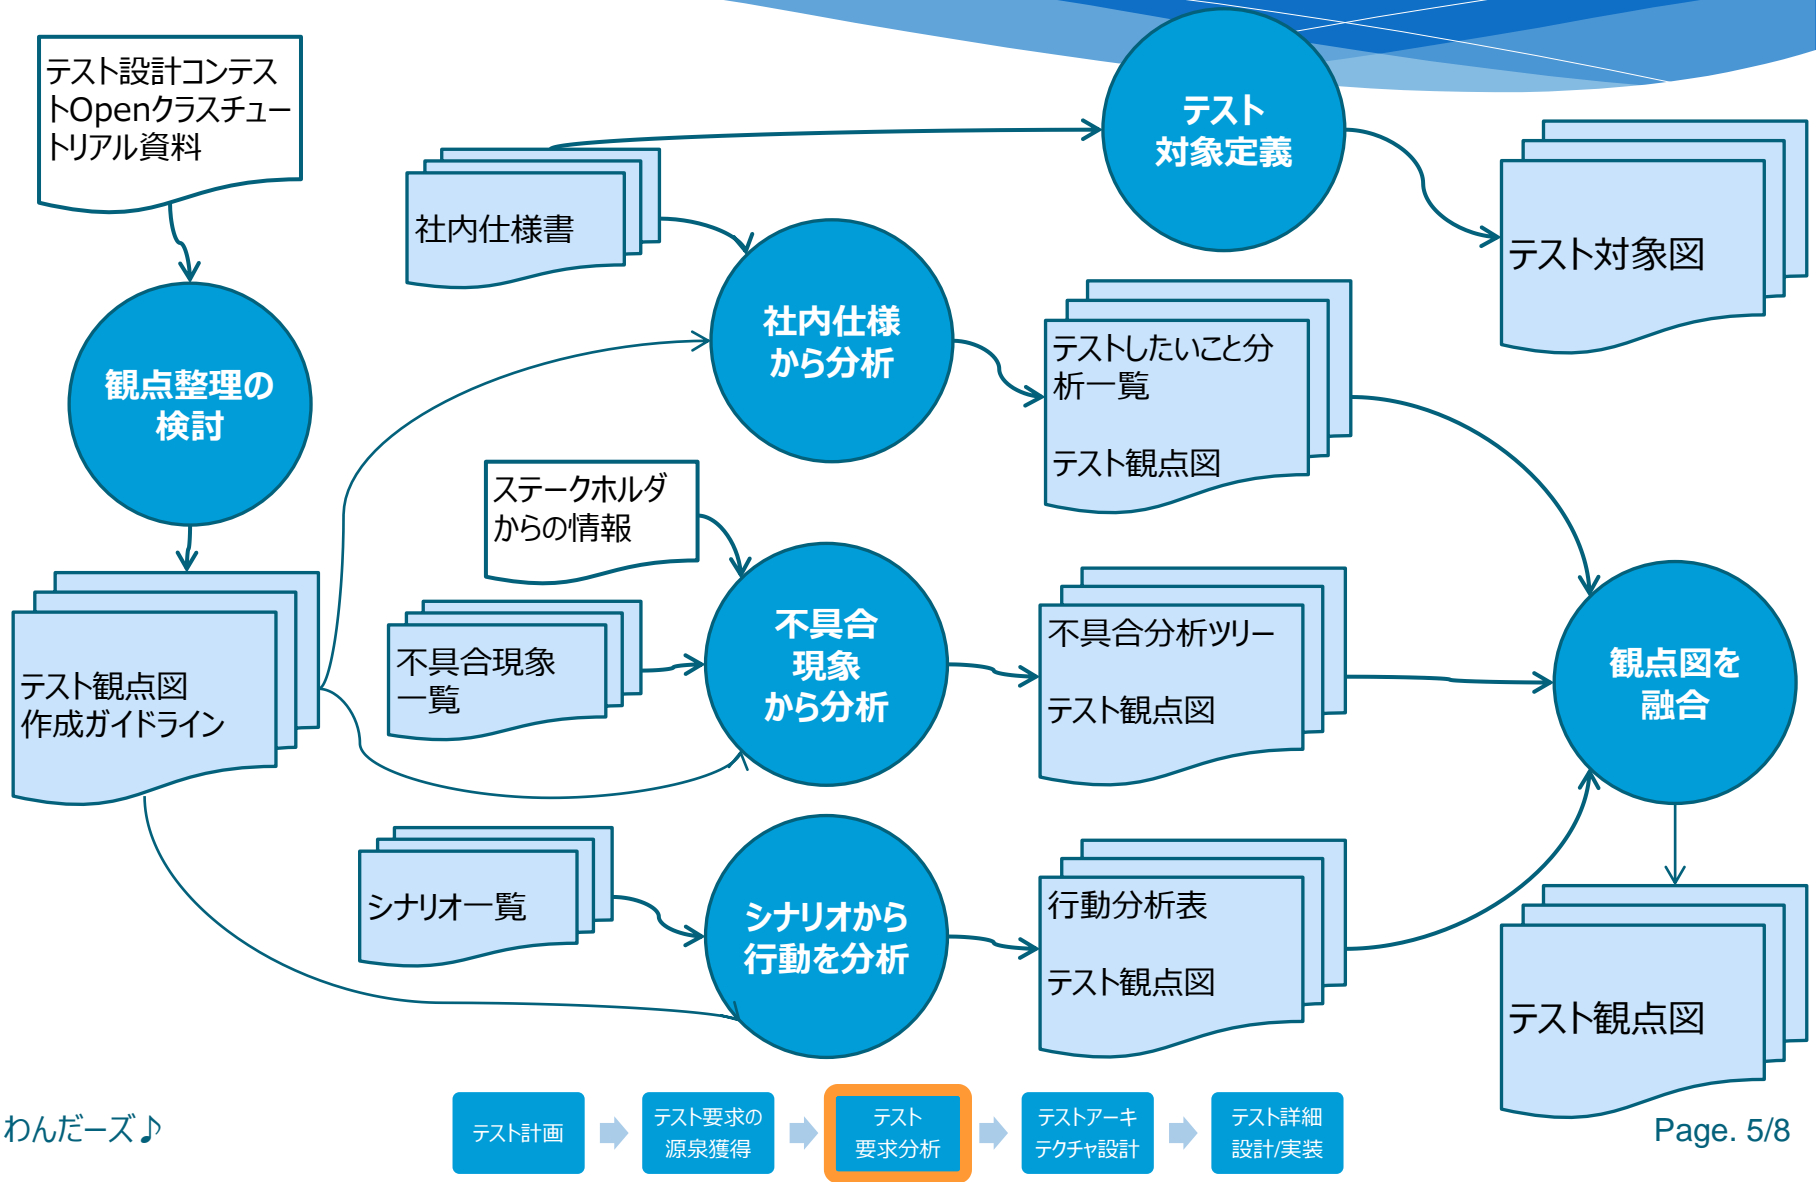 テスト設計コンテス
トOpenクラスチュー
トリアル資料
観点整理の
検討
テスト観点図
作成ガイドライン
社内仕様書
テスト
対象定義
テスト対象図
社内仕様
から分析
テストしたいこと分
析一覧
テスト観点図
ステークホルダ
からの情報
不具合現象
一覧
不具合
現象
から分析
不具合分析ツリー
テスト観点図
観点図を
融合
シナリオ一覧
シナリオから
行動を分析
行動分析表
テスト観点図
テスト観点図
わんだーズ♪
テスト計画
テスト要求の
源泉獲得
テスト
要求分析
テストアーキ
テクチャ設計
テスト詳細
設計/実装
Page. 5/8